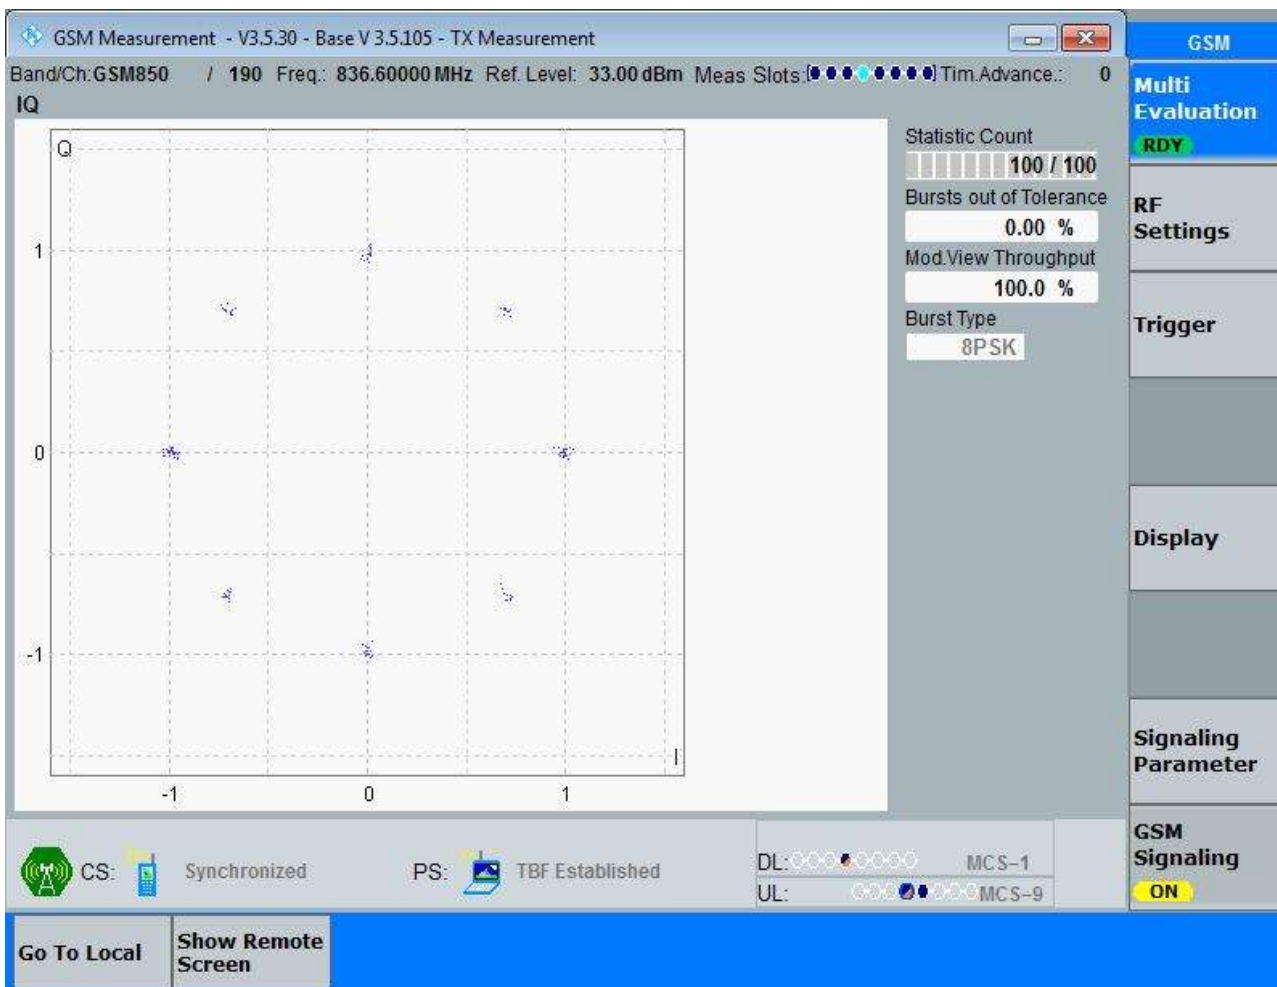 GSM Measurement - V3.5.30 - Base V 3.5.105 - TX Measurement
GSM
Band/Ch:GSM850 / 190 Freq.: 836.60000 MHz Ref. Level: 33.00 dBm Meas Slots: Tim.Advance.: 0
IQ
Q
1
0
-1
-1 0 1
I
Statistic Count
100 / 100
Bursts out of Tolerance
0.00 %
Mod.View Throughput
100.0 %
Burst Type
8PSK
Multi
Evaluation
RDY
RF
Settings
Trigger
Display
Signaling
Parameter
GSM
Signaling
ON
CS: Synchronized PS: TBF Established
DL: MCS-1
UL: MCS-9
Go To Local
Show Remote
Screen